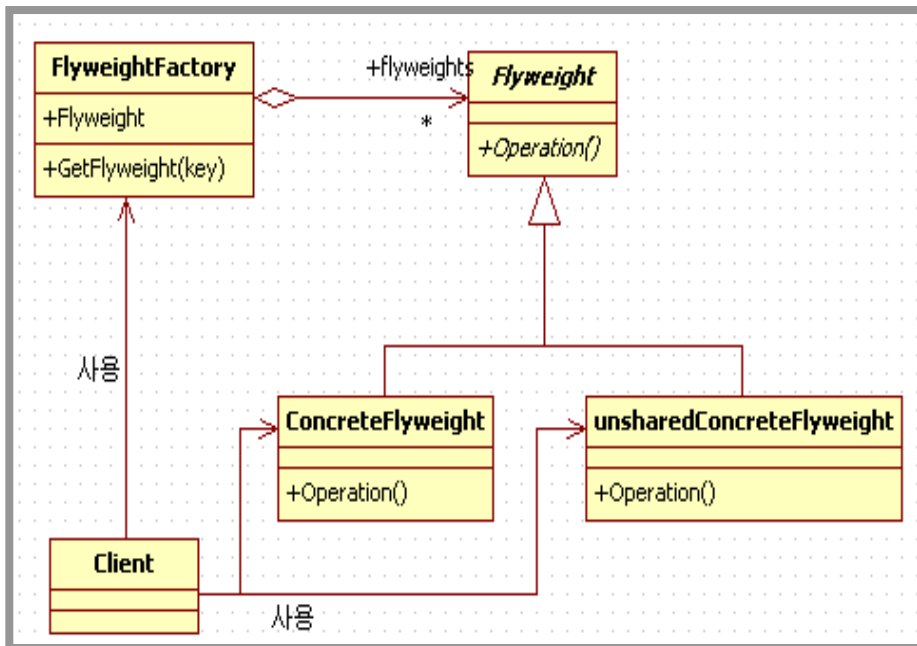 FlyweightFactory
+Flyweight
+GetFlyweight(key)
+flyweights
*
Flyweight
+Operation()
사용
ConcreteFlyweight
+Operation()
unsharedConcreteFlyweight
+Operation()
Client
사용